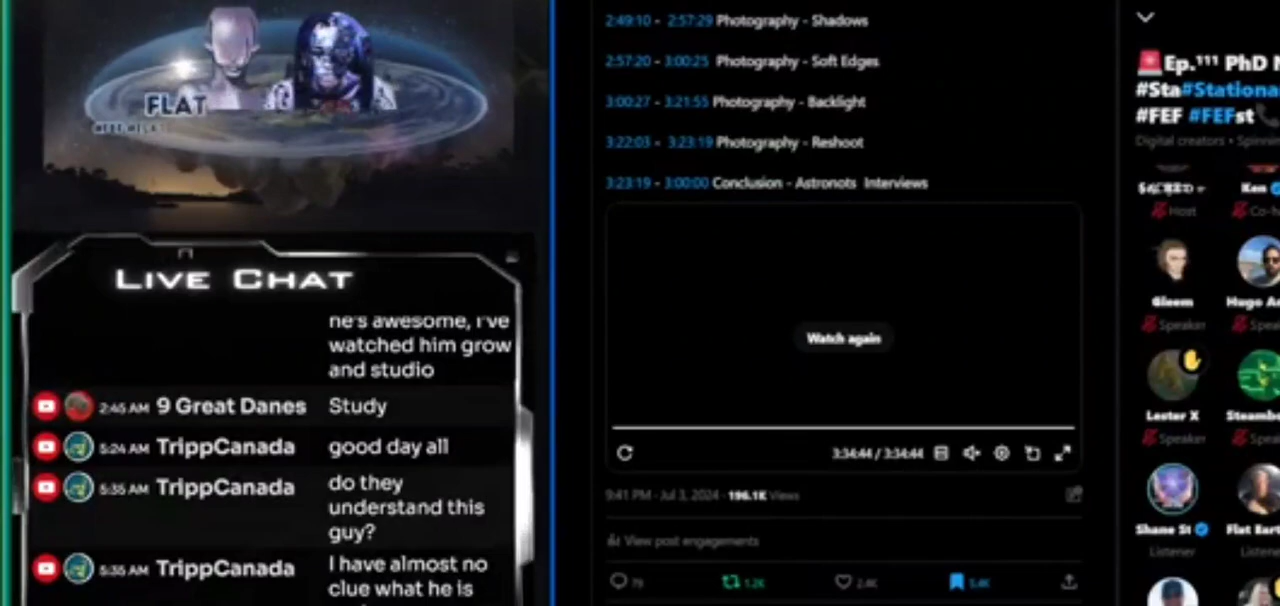 FLAT
LIVE CHAT
he's awesome, I've
watched him grow
and studio
2:45 AM 9 Great Danes Study
5:24 AM TrippCanada good day all
5:35 AM TrippCanada do they
understand this
guy?
5:35 AM TrippCanada I have almost no
clue what he is
2:49:10 - 2:57:29 Photography - Shadows
2:57:20 - 3:00:25 Photography - Soft Edges
3:00:27 - 3:21:55 Photography - Backlight
3:22:03 - 3:23:19 Photography - Reshoot
3:23:19 - 3:00:00 Conclusion - Astronots Interviews
Watch again
3:34:44 / 3:34:44
9:41 PM · Jul 3, 2024 · 196.1K Views
View post engagements
79
1.2K
2.4K
5.4K
Ep.¹¹¹ PhD
#Sta#Stationa
#FEF #FEFst
Digital creators • Spinni
Ken
Host
Co-
Gleem
Hugo
Speaker
Lester X
Steamb
Speaker
Shane St
Flat Eart
Listener